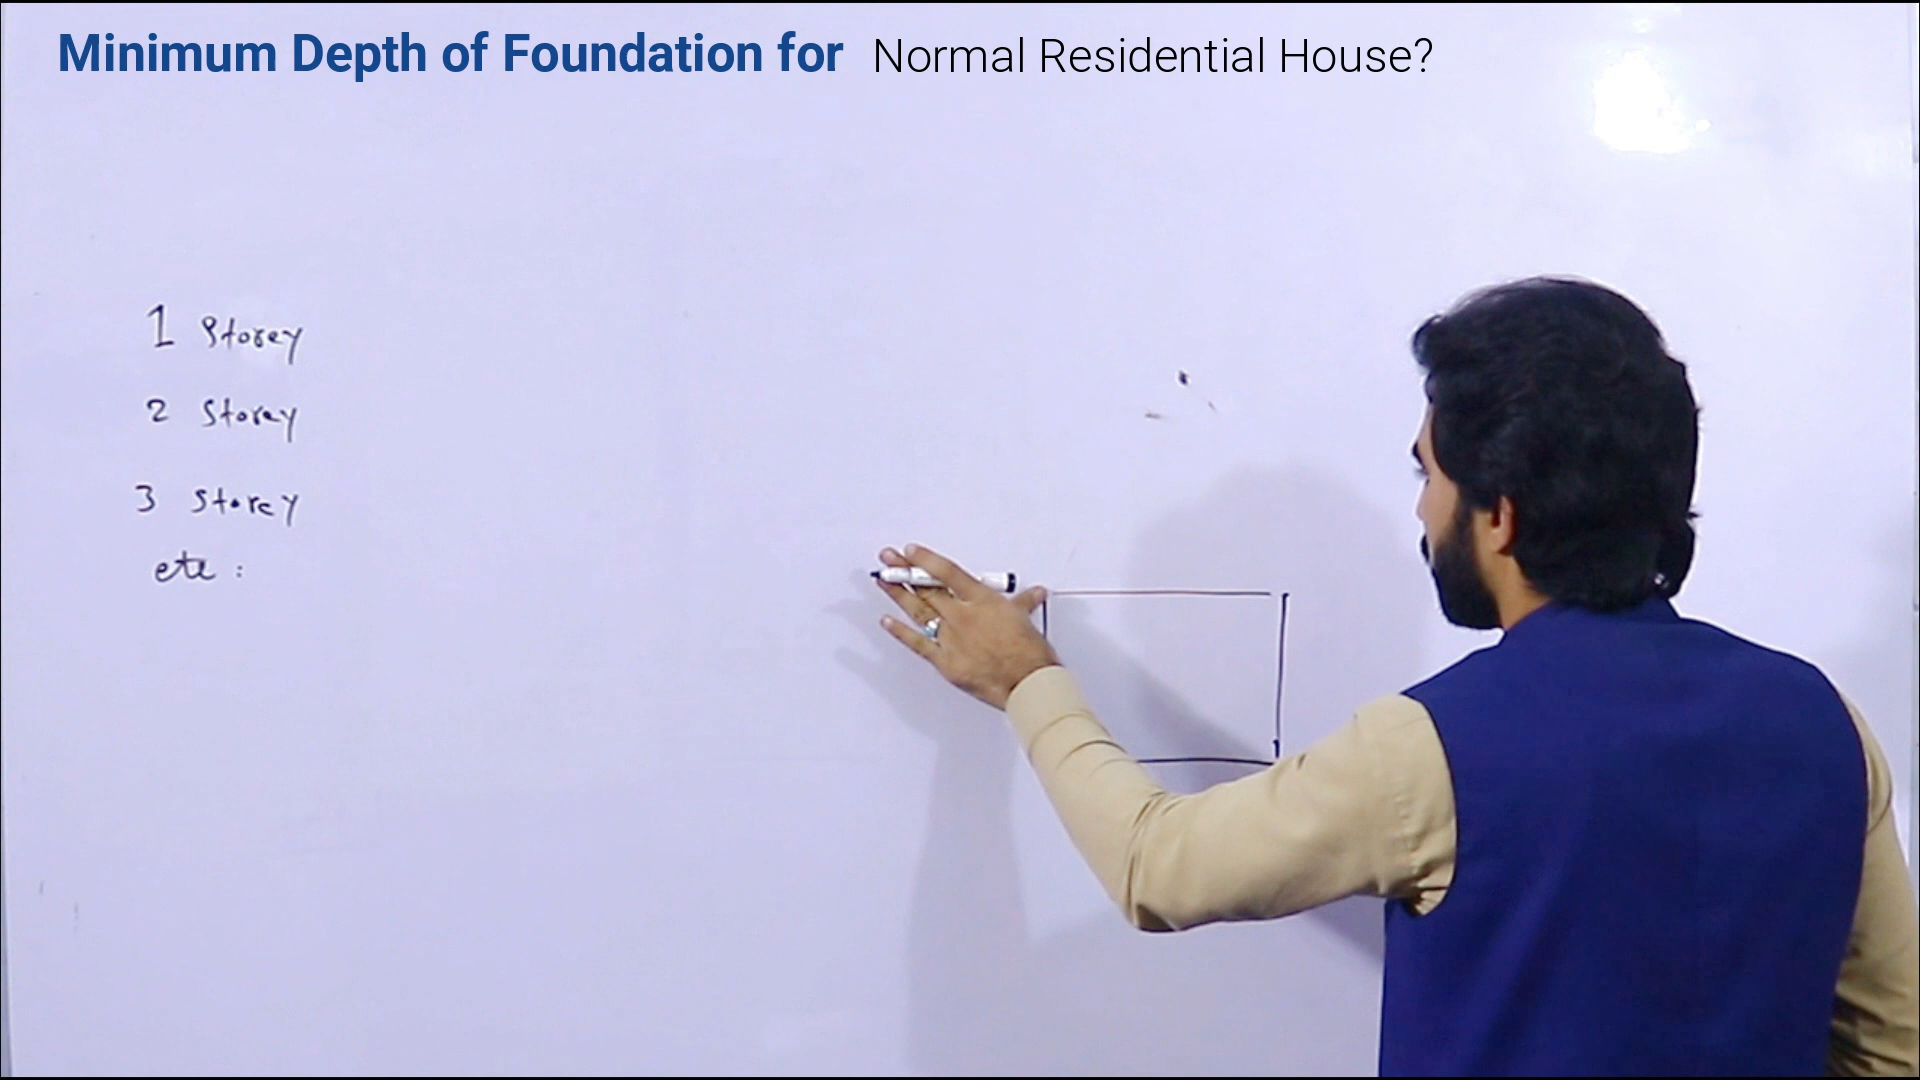 Minimum Depth of Foundation for Normal Residential House?
1 Storey
2 Storey
3 Storey
etc :